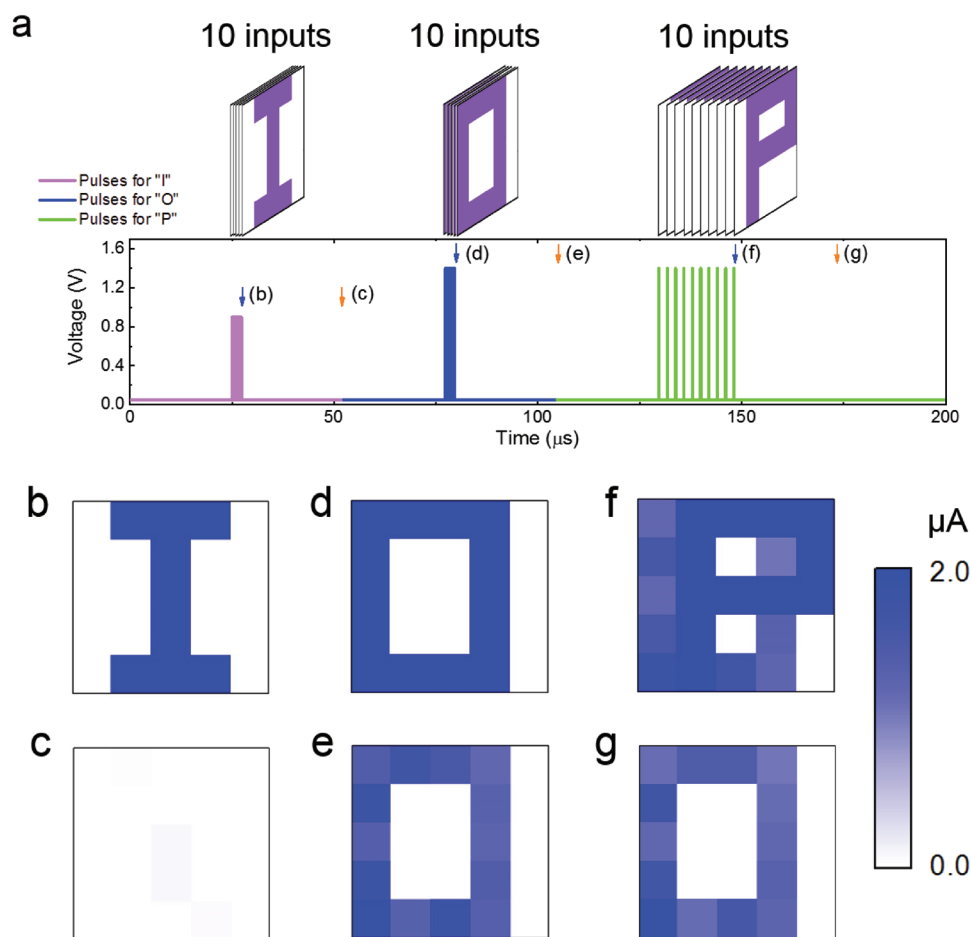 a
10 inputs 10 inputs 10 inputs
Pulses for "I"
Pulses for "O"
Pulses for "P"
1.6
1.2
0.8
0.4
0.0
Voltage (V)
(b)
(c)
(d)
(e)
(f)
(g)
0 50 100 150 200
Time (μs)
b
d
f
c
e
g
μA
2.0
0.0